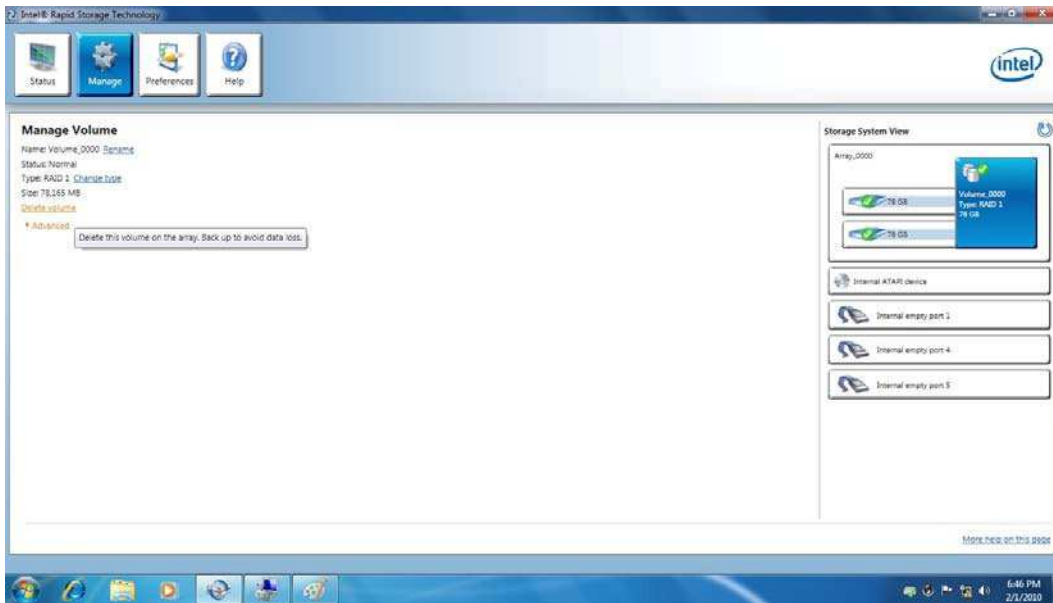 Intel® Rapid Storage Technology
Status
Manage
Preferences
Help
intel
Manage Volume
Name: Volume_0000 Rename
Status: Normal
Type: RAID 1 Change type
Size: 78,165 MB
Delete volume
Advanced
Delete this volume on the array. Back up to avoid data loss.
Storage System View
Array_0000
78 GB
78 GB
Volume_0000
Type: RAID 1
78 GB
Internal ATAPI device
Internal empty port 1
Internal empty port 4
Internal empty port 5
More help on this page
6:46 PM
2/1/2010